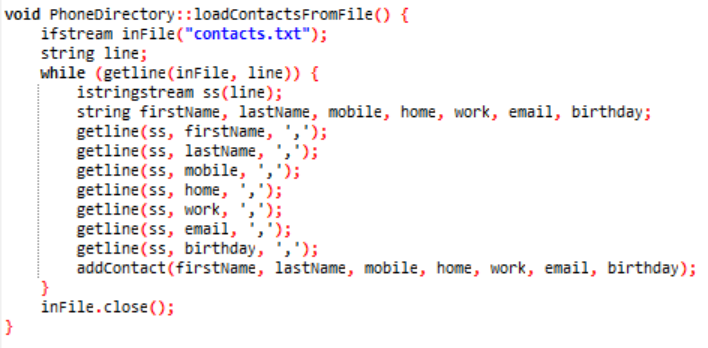 void PhoneDirectory::loadContactsFromFile() {
    ifstream inFile("contacts.txt");
    string line;
    while (getline(inFile, line)) {
        istringstream ss(line);
        string firstName, lastName, mobile, home, work, email, birthday;
        getline(ss, firstName, ',');
        getline(ss, lastName, ',');
        getline(ss, mobile, ',');
        getline(ss, home, ',');
        getline(ss, work, ',');
        getline(ss, email, ',');
        getline(ss, birthday, ',');
        addContact(firstName, lastName, mobile, home, work, email, birthday);
    }
    inFile.close();
}